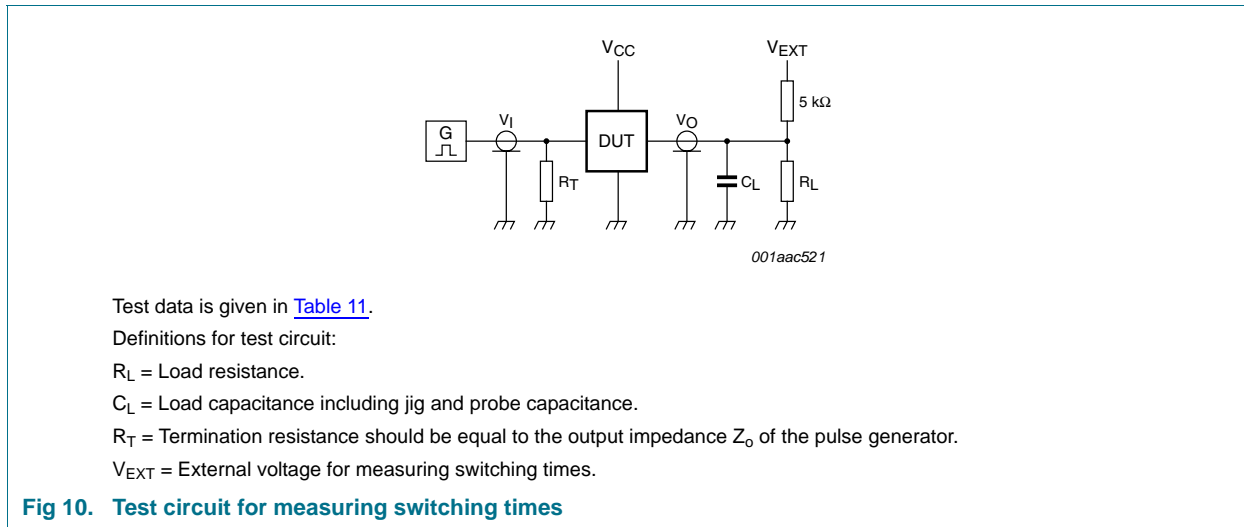 VCC
VEXT
5 kΩ
G
VI
DUT
VO
RT
CL
RL
001aac521
Test data is given in Table 11.
Definitions for test circuit:
RL = Load resistance.
CL = Load capacitance including jig and probe capacitance.
RT = Termination resistance should be equal to the output impedance Zo of the pulse generator.
VEXT = External voltage for measuring switching times.
Fig 10. Test circuit for measuring switching times